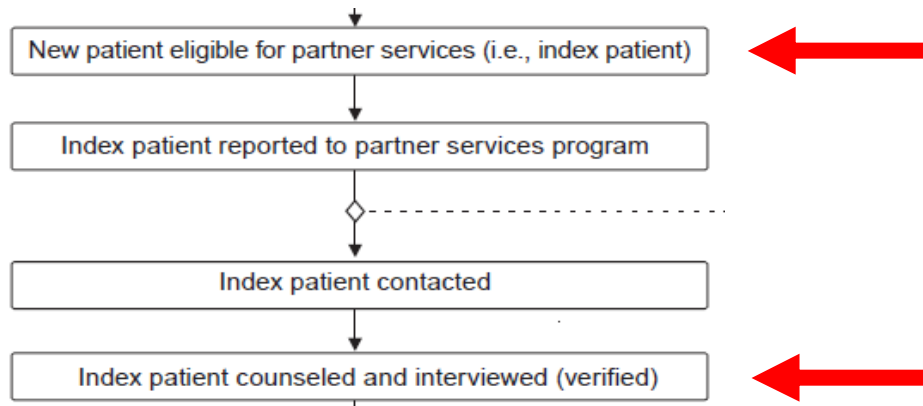 New patient eligible for partner services (i.e., index patient)
Index patient reported to partner services program
Index patient contacted
Index patient counseled and interviewed (verified)